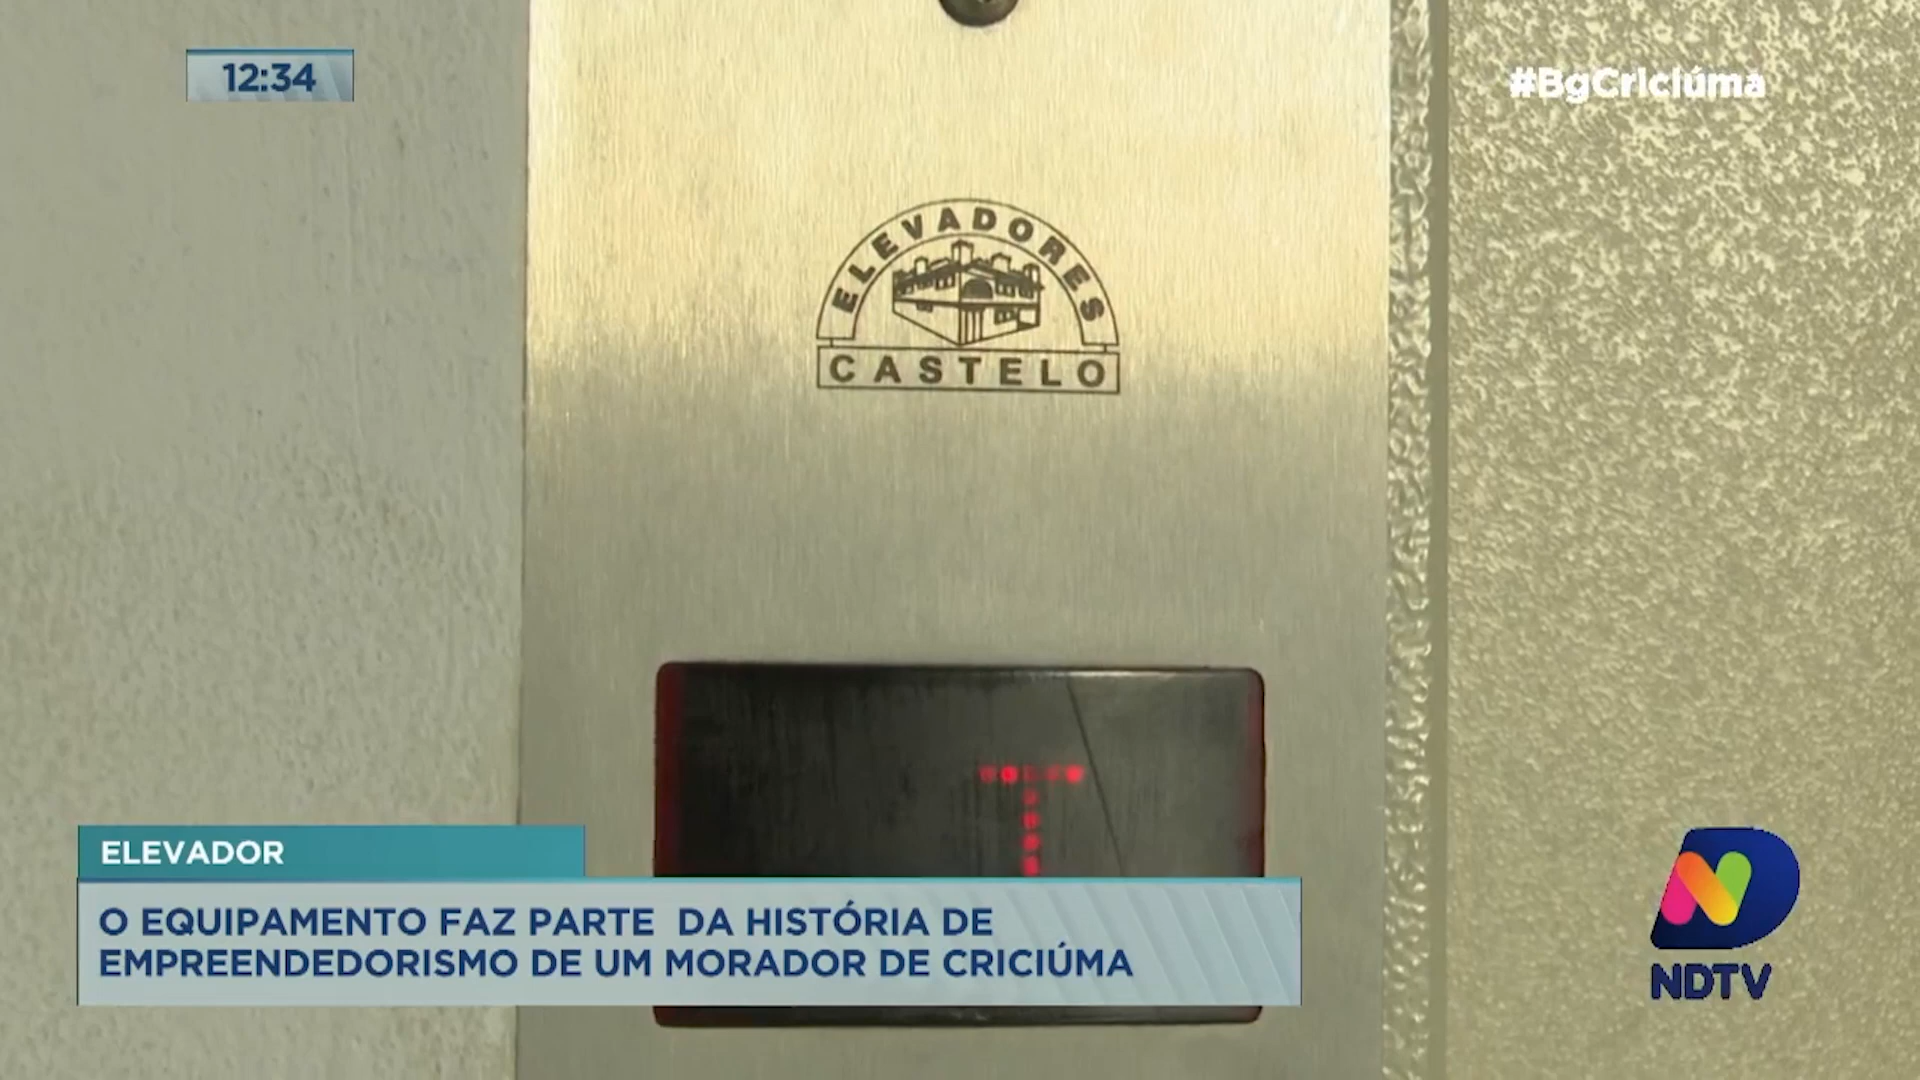 12:34
#BgCriciúma
ELEVADORES
CASTELO
T
ELEVADOR
O EQUIPAMENTO FAZ PARTE DA HISTÓRIA DE
EMPREENDEDORISMO DE UM MORADOR DE CRICIÚMA
NDTV